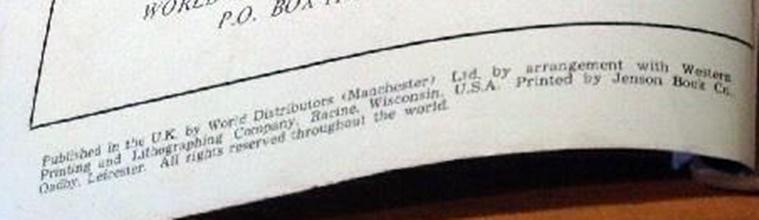 WORLD
P.O. BOX
Published in the U.K. by World Distributors (Manchester) Ltd. by arrangement with Western
Printing and Lithographing Company, Racine, Wisconsin, U.S.A. Printed by Jenson Book Co.,
Oadby, Leicester. All rights reserved throughout the world.